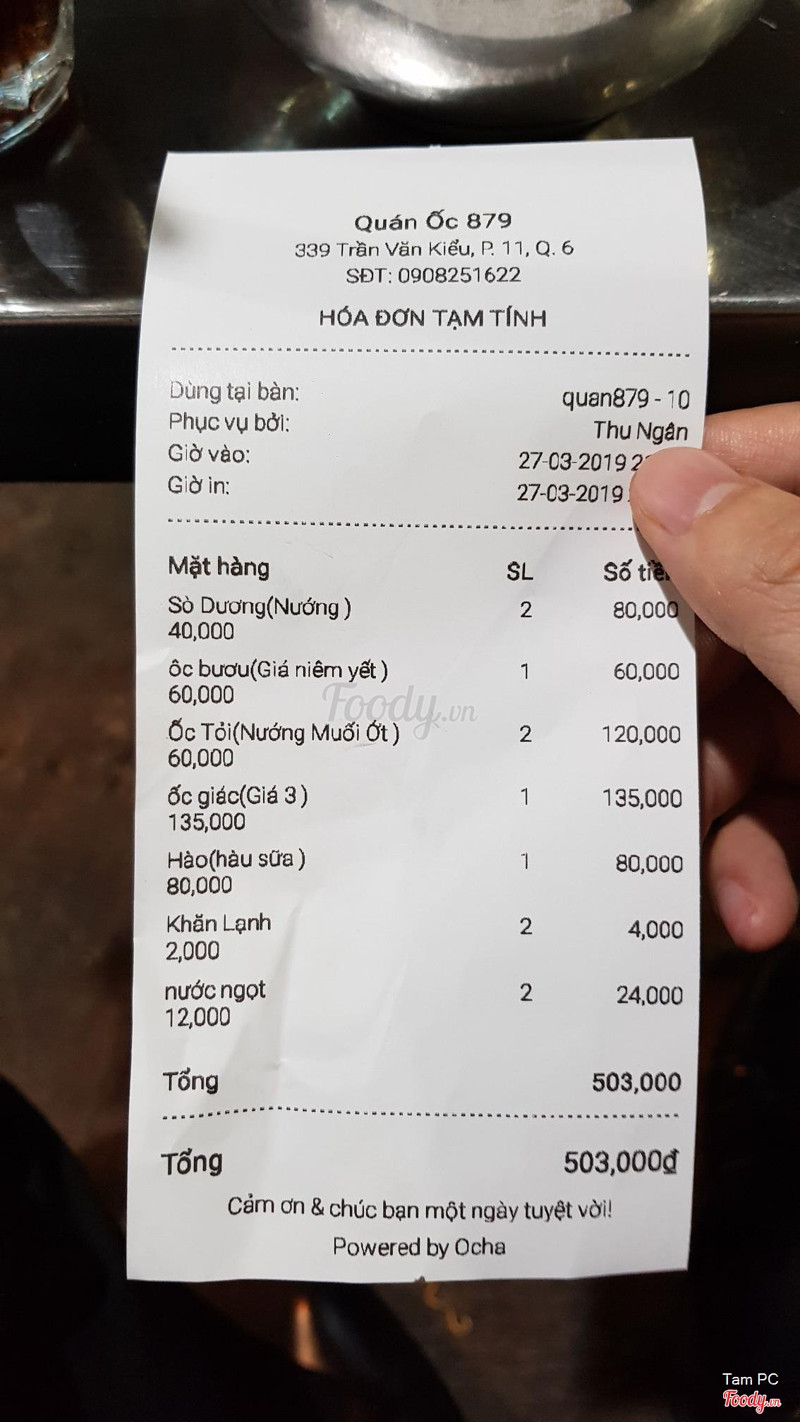 Quán Ốc 879
339 Trần Văn Kiểu, P. 11, Q. 6
SĐT: 0908251622
HÓA ĐƠN TẠM TÍNH
Dùng tại bàn: quan879 - 10
Phục vụ bởi: Thu Ngân
Giờ vào: 27-03-2019
Giờ in: 27-03-2019
Mặt hàng SL Số
Sò Dương(Nướng ) 2 80,000
40,000
ôc bươu(Giá niêm yết ) 1 60,000
60,000
Foody.vn
Ốc Tỏi(Nướng Muối Ớt ) 2 120,000
60,000
ốc giác(Giá 3 ) 1 135,000
135,000
Hào(hàu sữa ) 1 80,000
80,000
Khăn Lạnh 2 4,000
2,000
nước ngọt 2 24,000
12,000
Tổng 503,000
Tổng 503,000₫
Cảm ơn & chúc bạn một ngày tuyệt vời!
Powered by Ocha
Tam PC
Foody.vn